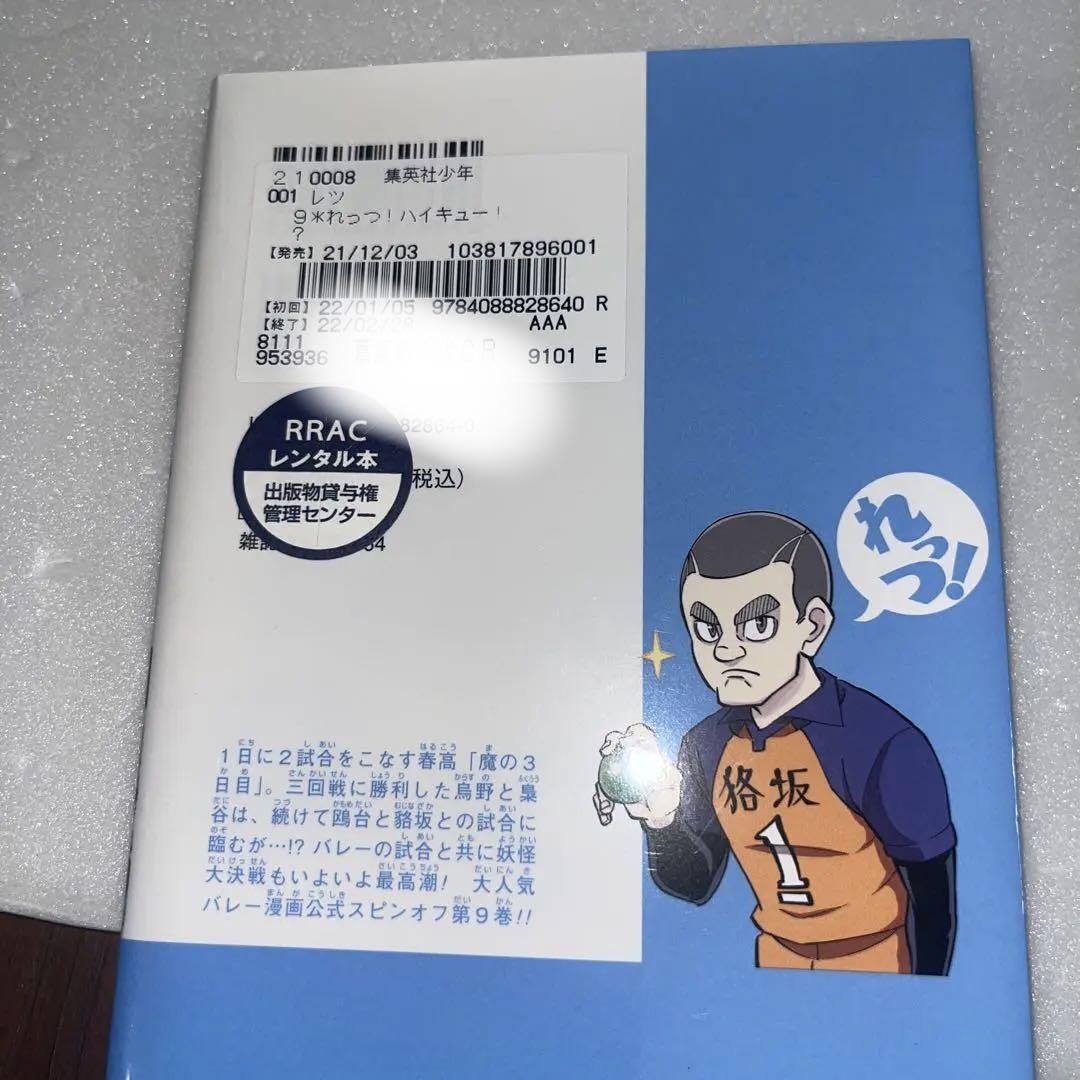 210008 集英社少年
001 レツ
9*れっつ！ハイキュー！
?
【発売】21/12/03 103817896001
【初回】22/01/05 9784088828640 R
【終了】22/02/28 AAA
8111
953936 9101 E
82864-0
RRAC
レンタル本
税込)
出版物貸与権
管理センター
雑誌
64
れっつ!
貉坂
1
1日に2試合をこなす春高「魔の3
日目」。三回戦に勝利した烏野と梟
谷は、続けて鴎台と貉坂との試合に
臨むが…!? バレーの試合と共に妖怪
大決戦もいよいよ最高潮! 大人気
バレー漫画公式スピンオフ第9巻!!